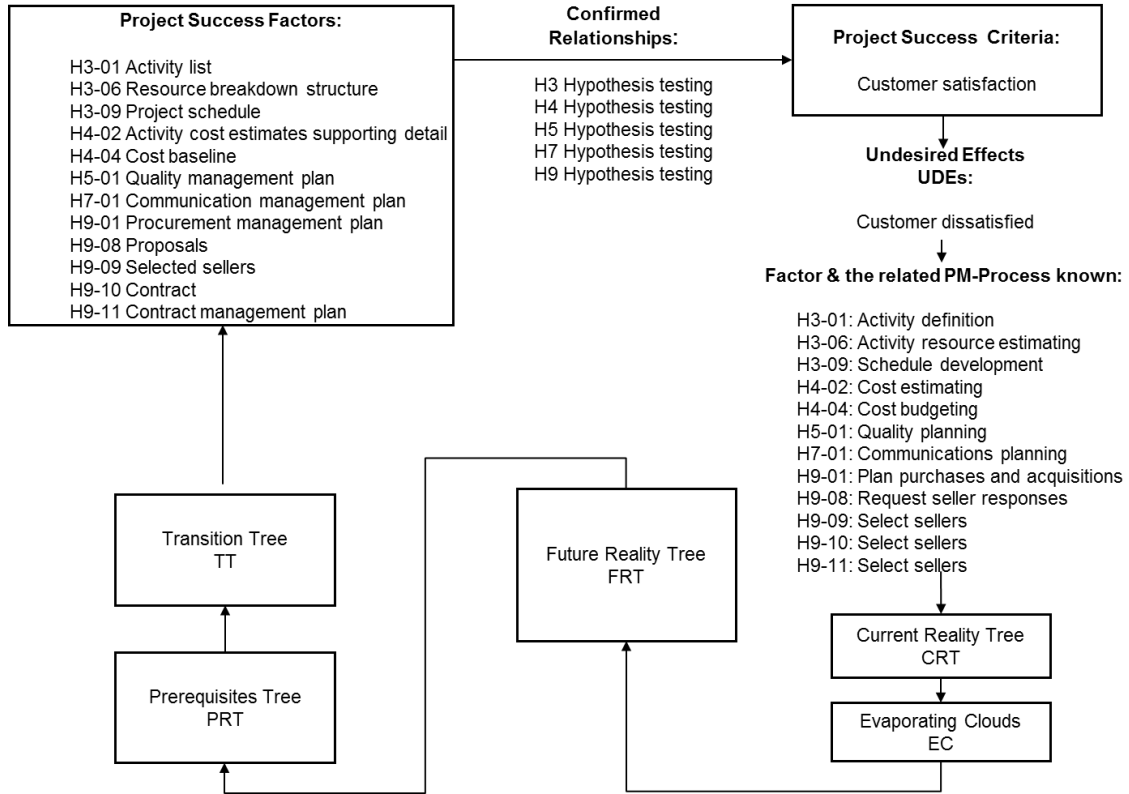 Project Success Factors:
H3-01 Activity list
H3-06 Resource breakdown structure
H3-09 Project schedule
H4-02 Activity cost estimates supporting detail
H4-04 Cost baseline
H5-01 Quality management plan
H7-01 Communication management plan
H9-01 Procurement management plan
H9-08 Proposals
H9-09 Selected sellers
H9-10 Contract
H9-11 Contract management plan
Confirmed
Relationships:
H3 Hypothesis testing
H4 Hypothesis testing
H5 Hypothesis testing
H7 Hypothesis testing
H9 Hypothesis testing
Project Success Criteria:
Customer satisfaction
Undesired Effects
UDEs:
Customer dissatisfied
Factor & the related PM-Process known:
H3-01: Activity definition
H3-06: Activity resource estimating
H3-09: Schedule development
H4-02: Cost estimating
H4-04: Cost budgeting
H5-01: Quality planning
H7-01: Communications planning
H9-01: Plan purchases and acquisitions
H9-08: Request seller responses
H9-09: Select sellers
H9-10: Select sellers
H9-11: Select sellers
Current Reality Tree
CRT
Evaporating Clouds
EC
Future Reality Tree
FRT
Prerequisites Tree
PRT
Transition Tree
TT